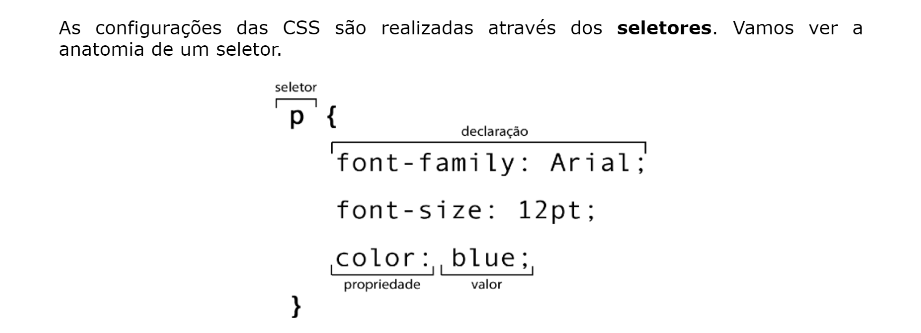 As configurações das CSS são realizadas através dos seletores. Vamos ver a
anatomia de um seletor.
seletor
p {
declaração
font-family: Arial;
font-size: 12pt;
color: blue;
propriedade valor
}